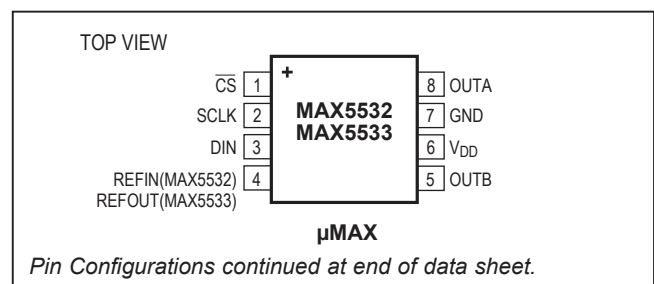 TOP VIEW
+
CS 1
SCLK 2
DIN 3
REFIN(MAX5532) 4
REFOUT(MAX5533)
MAX5532
MAX5533
8 OUTA
7 GND
6 VDD
5 OUTB
µMAX
Pin Configurations continued at end of data sheet.